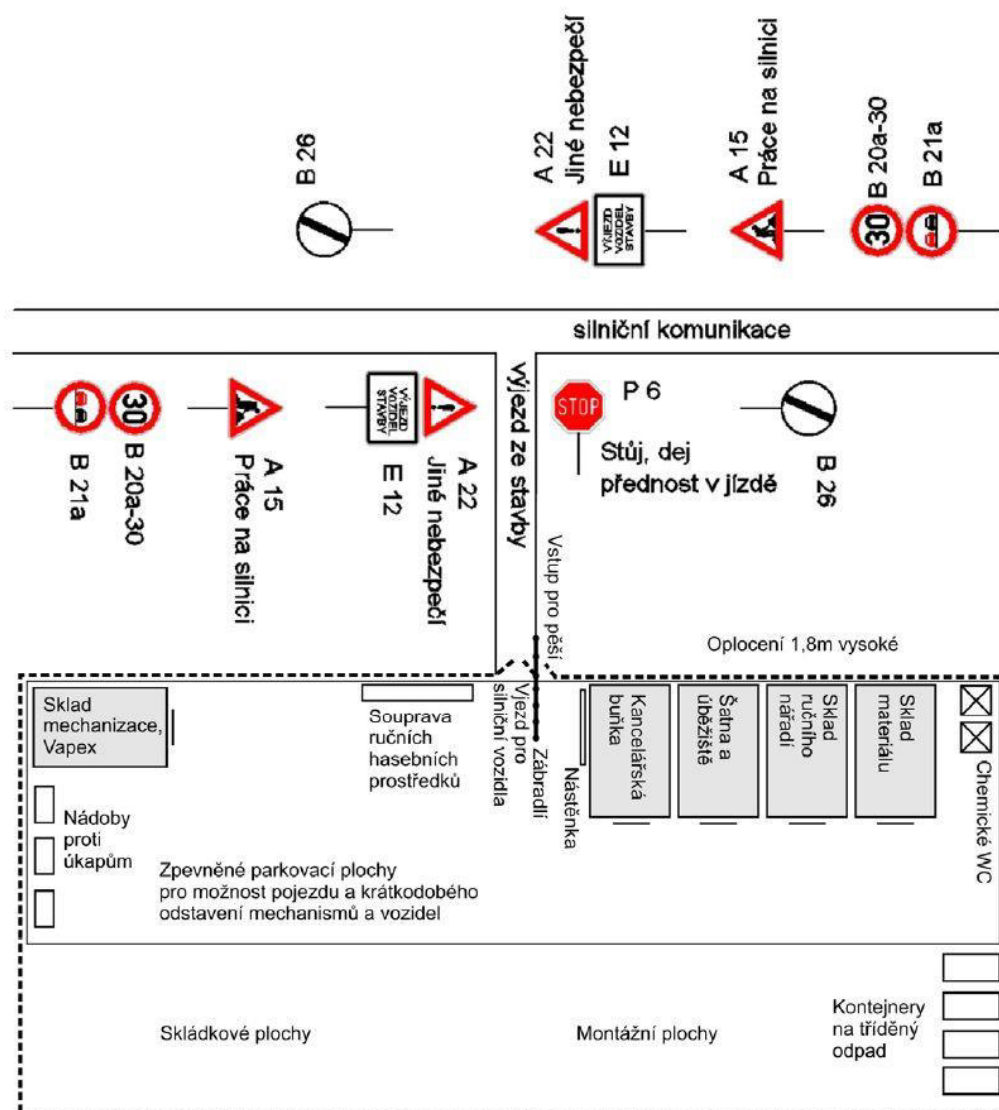 B 26
A 22
Jiné nebezpečí
E 12
A 15
Práce na silnici
B 20a-30
B 21a
VÝJEZD
VOZIDEL
STAVBY
30
silniční komunikace
30
VÝJEZD
VOZIDEL
STAVBY
STOP
P 6
Stůj, dej
přednost v jízdě
B 21a
B 20a-30
A 15
Práce na silnici
E 12
A 22
Jiné nebezpečí
výjezd ze stavby
B 26
Vstup pro pěší
Oplocení 1,8m vysoké
Sklad
mechanizace,
Vapex
Souprava
ručních
hasebních
prostředků
Vjezd pro
silniční vozidla
Zábradlí
Nástěnka
Kancelářská
buňka
Šatna a
úběžiště
Sklad
ručního
nářadí
Sklad
materiálu
Chemické WC
Nádoby
proti
úkapům
Zpevněné parkovací plochy
pro možnost pojezdu a krátkodobého
odstavení mechanismů a vozidel
Skládkové plochy
Montážní plochy
Kontejnery
na tříděný
odpad